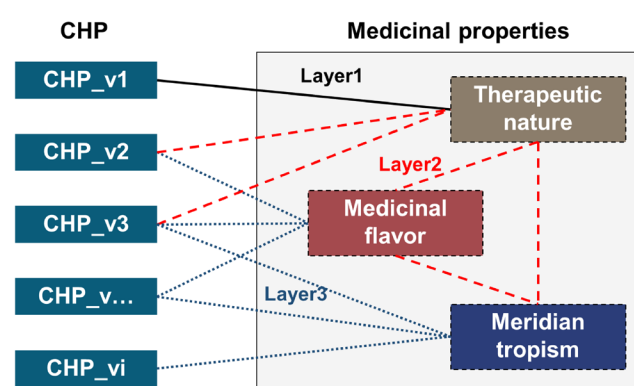 CHP
Medicinal properties
CHP_v1
Layer1
Therapeutic
nature
CHP_v2
Layer2
CHP_v3
Medicinal
flavor
CHP_v...
Layer3
Meridian
tropism
CHP_vi